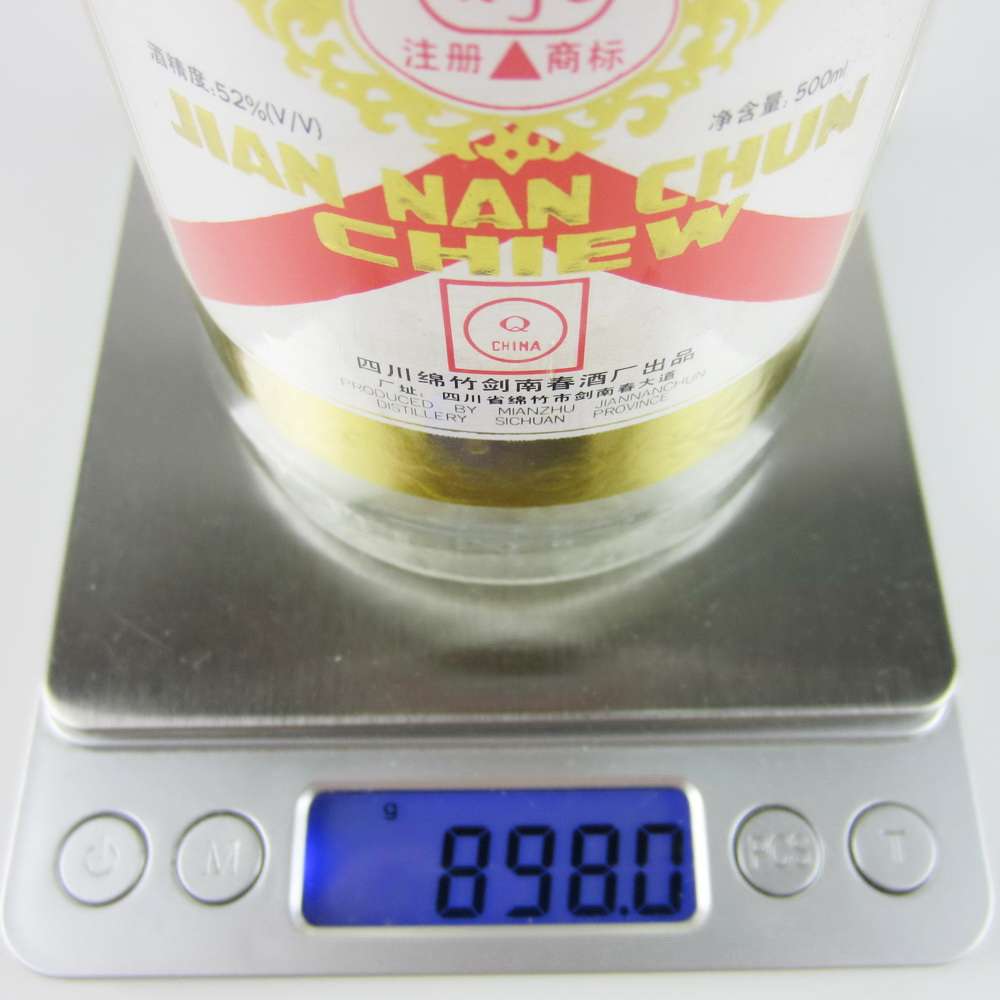 注册 商标
酒精度:52%(V/V)
净含量: 500ml
JIAN NAN CHUN
CHIEW
Q
CHINA
四川绵竹剑南春酒厂出品
厂址: 四川省绵竹市剑南春大道
PRODUCED BY MIANZHU JIANNANCHUN
DISTILLERY SICHUAN PROVINCE
g
898.0
M
PCS
T